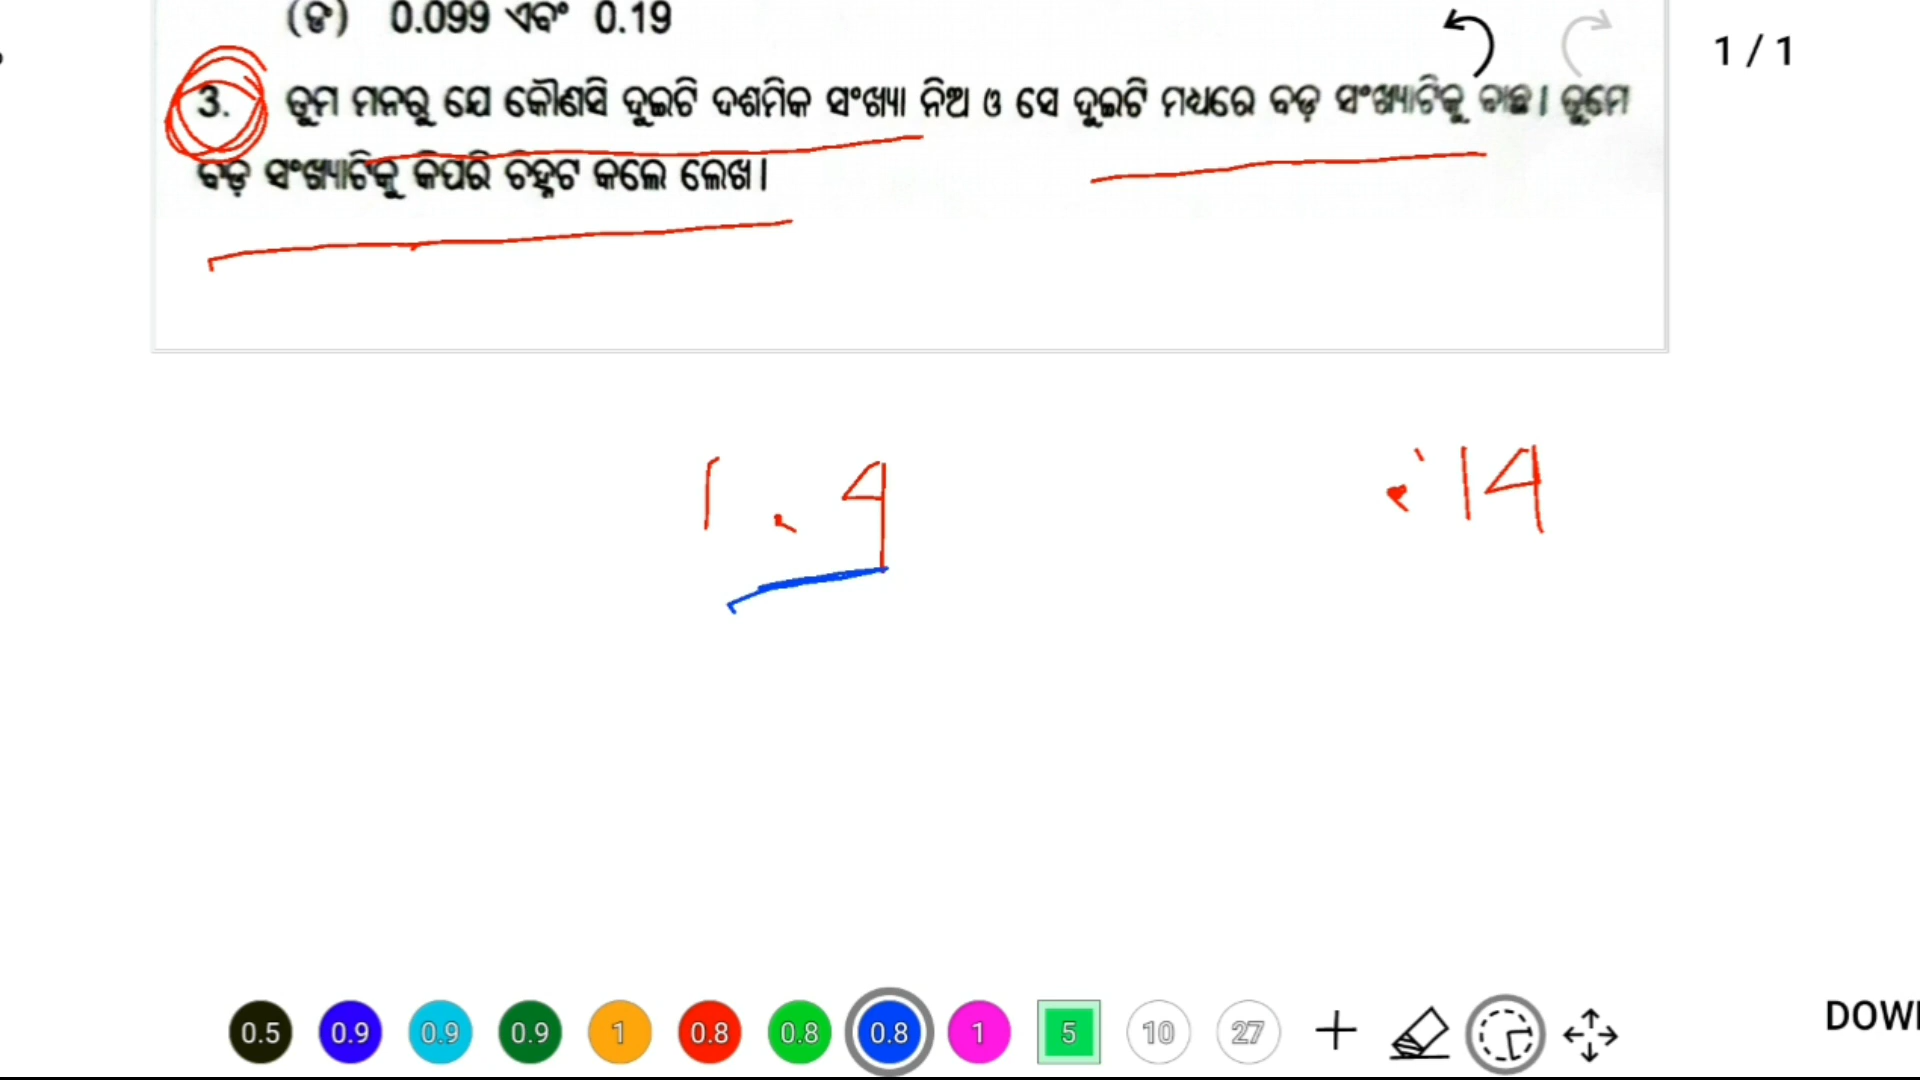 (ଙ) 0.099 ଏବଂ 0.19
1 / 1
3. ତୁମ ମନରୁ ଯେ କୌଣସି ଦୁଇଟି ଦଶମିକ ସଂଖ୍ୟା ନିଅ ଓ ସେ ଦୁଇଟି ମଧ୍ୟରେ ବଡ଼ ସଂଖ୍ୟାଟିକୁ ବାଛ। ତୁମେ
ବଡ଼ ସଂଖ୍ୟାଟିକୁ କିପରି ଚିହ୍ନଟ କଲେ ଲେଖ।
1.4 .14
0.5 0.9 0.9 0.9 1 0.8 0.8 0.8 1 5 10 27